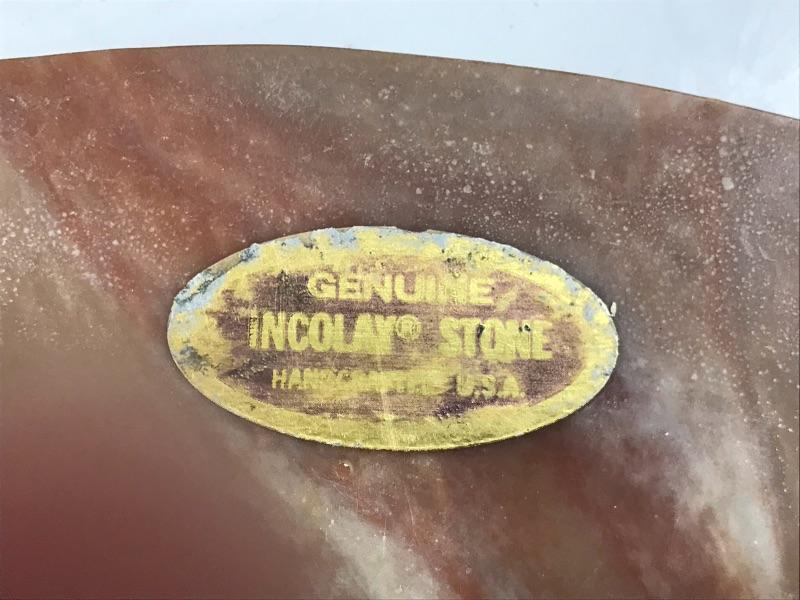 GENUINE
INCOLAY® STONE
HANDCRAFTED U.S.A.